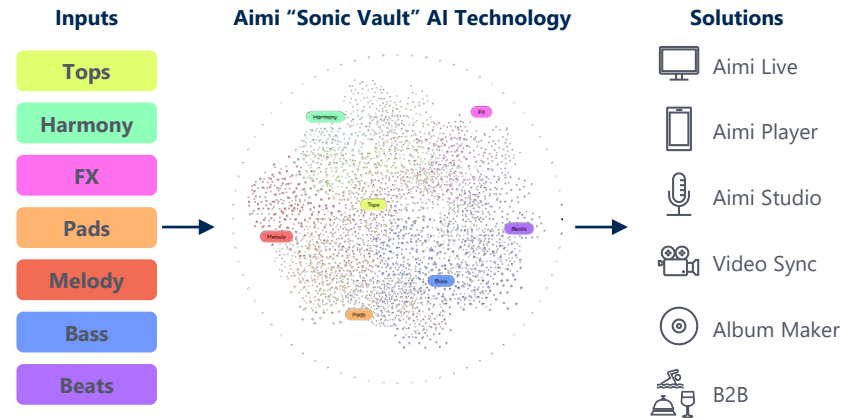 Inputs
Aimi “Sonic Vault” AI Technology
Solutions
Tops
Harmony
FX
Pads
Melody
Bass
Beats
Harmony
FX
Tops
Beats
Melody
Bass
Pads
Aimi Live
Aimi Player
Aimi Studio
Video Sync
Album Maker
B2B